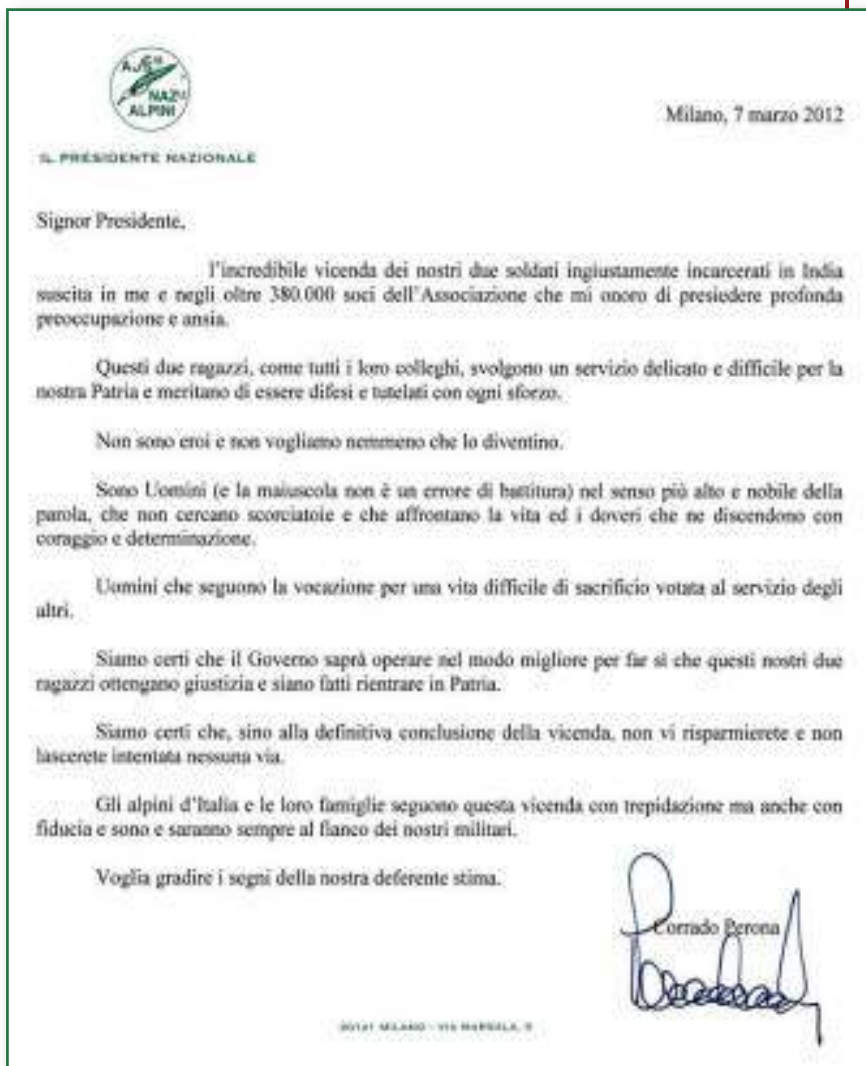 ASS.
NAZ.
ALPINI
Milano, 7 marzo 2012
IL PRESIDENTE NAZIONALE
Signor Presidente,
l'incredibile vicenda dei nostri due soldati ingiustamente incarcerati in India
suscita in me e negli oltre 380.000 soci dell'Associazione che mi onoro di presiedere profonda
preoccupazione e ansia.
Questi due ragazzi, come tutti i loro colleghi, svolgono un servizio delicato e difficile per la
nostra Patria e meritano di essere difesi e tutelati con ogni sforzo.
Non sono eroi e non vogliamo nemmeno che lo diventino.
Sono Uomini (e la maiuscola non è un errore di battitura) nel senso più alto e nobile della
parola, che non cercano scorciatoie e che affrontano la vita ed i doveri che ne discendono con
coraggio e determinazione.
Uomini che seguono la vocazione per una vita difficile di sacrificio votata al servizio degli
altri.
Siamo certi che il Governo saprà operare nel modo migliore per far sì che questi nostri due
ragazzi ottengano giustizia e siano fatti rientrare in Patria.
Siamo certi che, sino alla definitiva conclusione della vicenda, non vi risparmierete e non
lascerete intentata nessuna via.
Gli alpini d'Italia e le loro famiglie seguono questa vicenda con trepidazione ma anche con
fiducia e sono e saranno sempre al fianco dei nostri militari.
Voglia gradire i segni della nostra deferente stima.
Corrado Perona
20121 MILANO - VIA MARSALA, 9